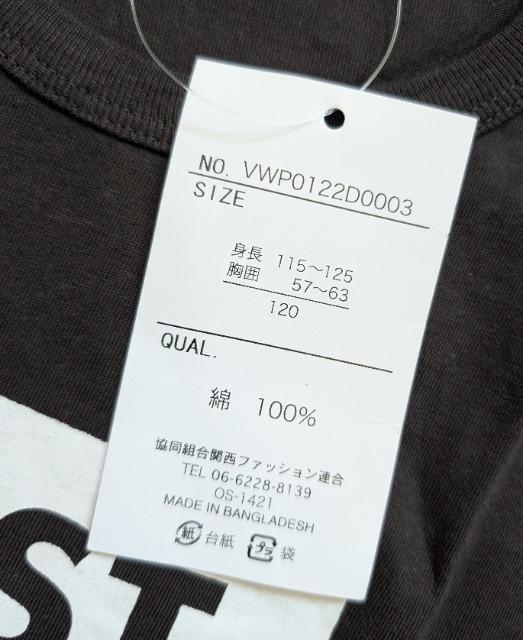 NO. VWP0122D0003
SIZE
身長 115～125
胸囲 57～63
120
QUAL.
綿 100%
協同組合関西ファッション連合
TEL 06-6228-8139
OS-1421
MADE IN BANGLADESH
紙 台紙 プラ 袋
ST